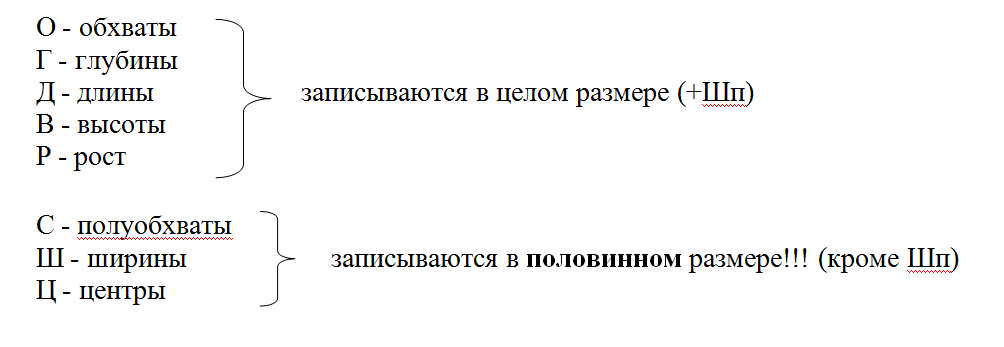 О - обхваты
Г - глубины
Д - длины
В - высоты
Р - рост
записываются в целом размере (+Шп)
С - полуобхваты
Ш - ширины
Ц - центры
записываются в половинном размере!!! (кроме Шп)